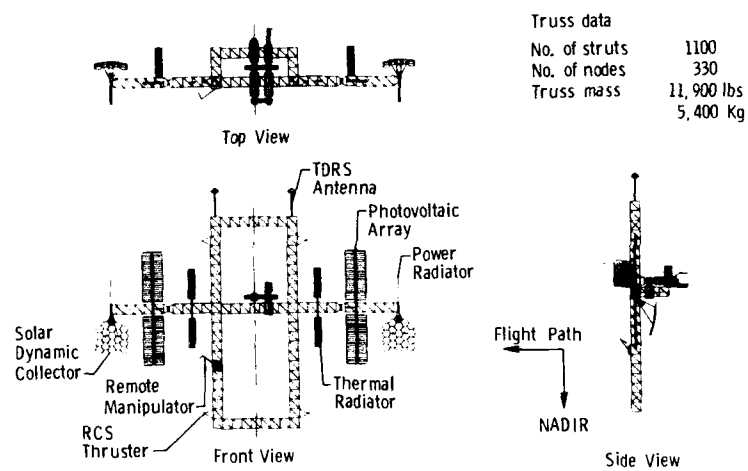 Truss data
No. of struts 1100
No. of nodes 330
Truss mass 11,900 lbs
5,400 Kg
Top View
TDRS
Antenna
Photovoltaic
Array
Power
Radiator
Solar
Dynamic
Collector
Remote
Manipulator
Thermal
Radiator
RCS
Thruster
Front View
Flight Path
NADIR
Side View